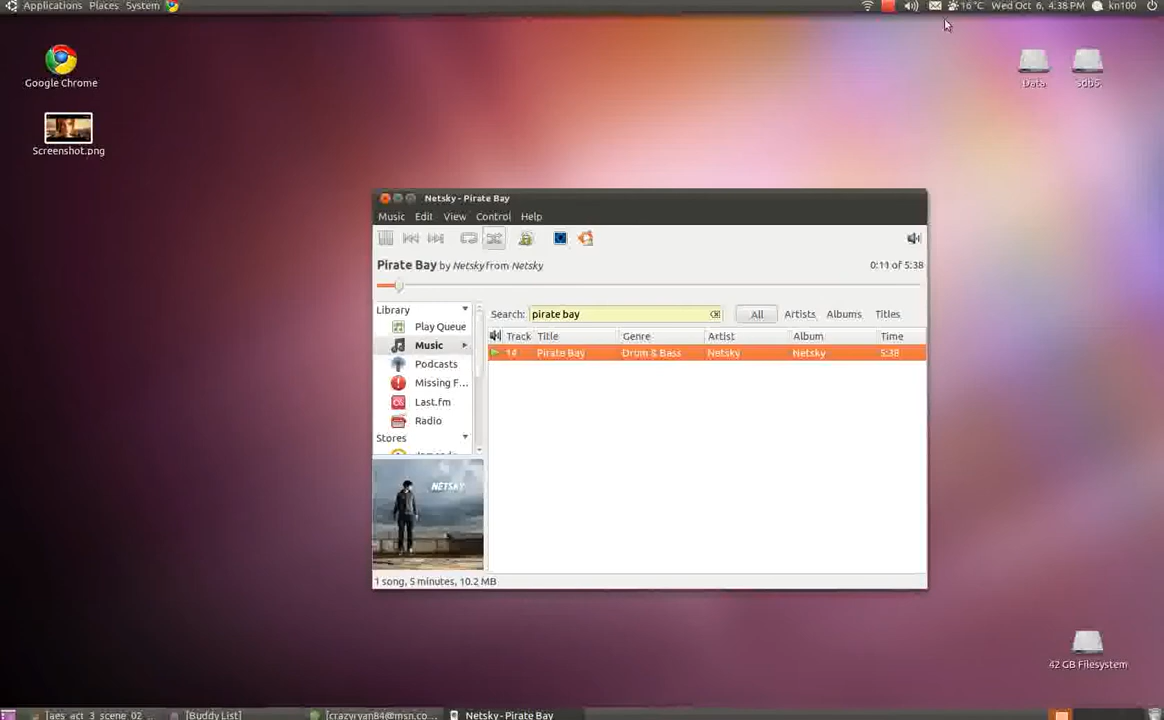 Applications Places System
16 °C Wed Oct 6, 4:38 PM kn100
Google Chrome
Screenshot.png
Data
sdb5
Netsky - Pirate Bay
Music Edit View Control Help
Pirate Bay by Netsky from Netsky
0:11 of 5:38
Library
Play Queue
Music
Podcasts
Missing F...
Last.fm
Radio
Stores
Search: pirate bay All Artists Albums Titles
Track Title Genre Artist Album Time
14 Pirate Bay Drum & Bass Netsky Netsky 5:38
NETSKY
1 song, 5 minutes, 10.2 MB
42 GB Filesystem
[aes_act_3_scene_02_... [Buddy List] [crazyryan84@msn.co... Netsky - Pirate Bay